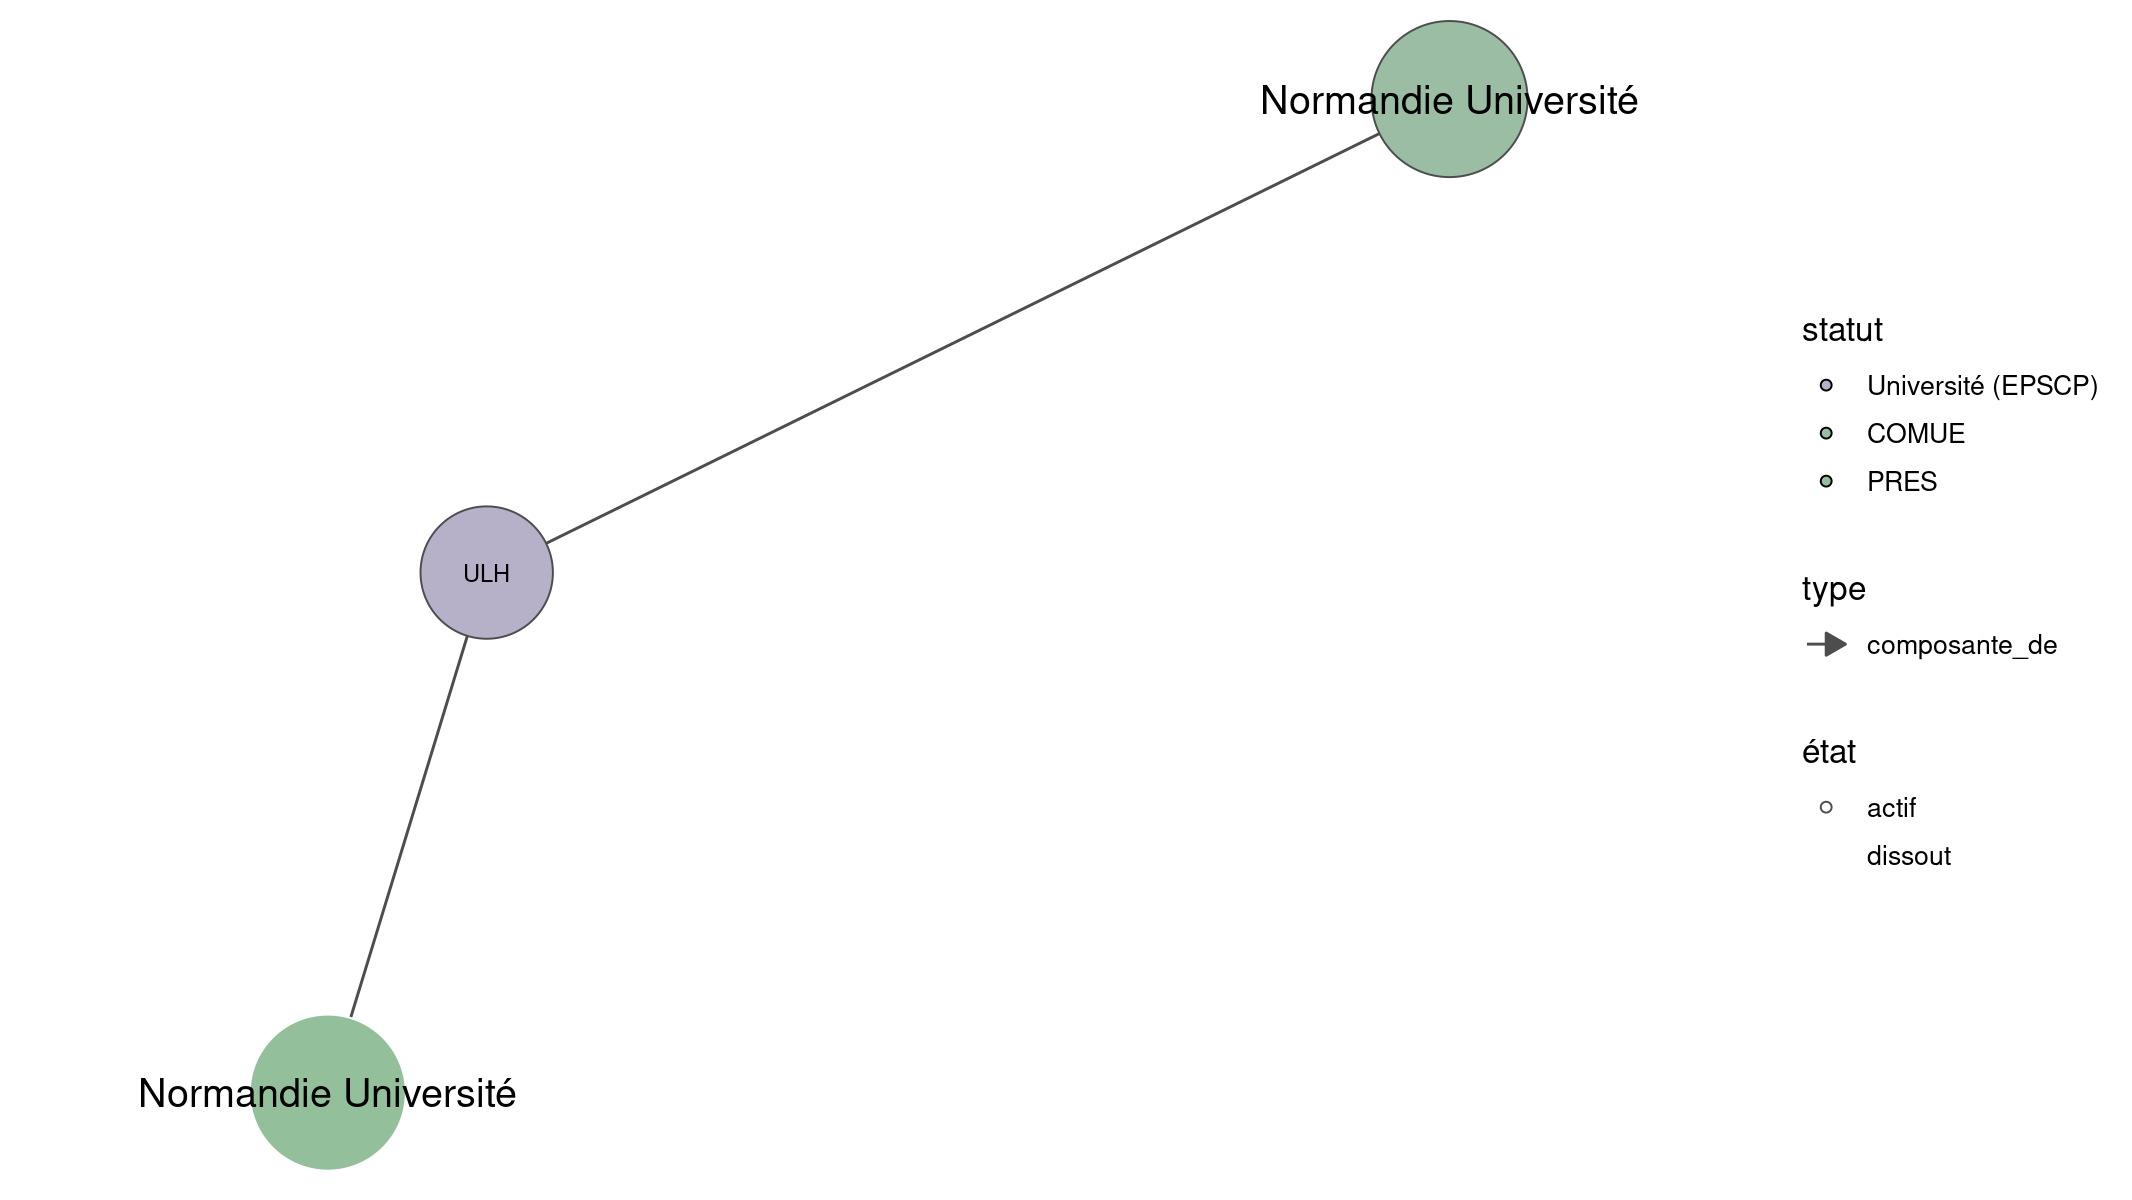 Normandie Université
ULH
Normandie Université
statut
Université (EPSCP)
COMUE
PRES
type
composante_de
état
actif
dissout